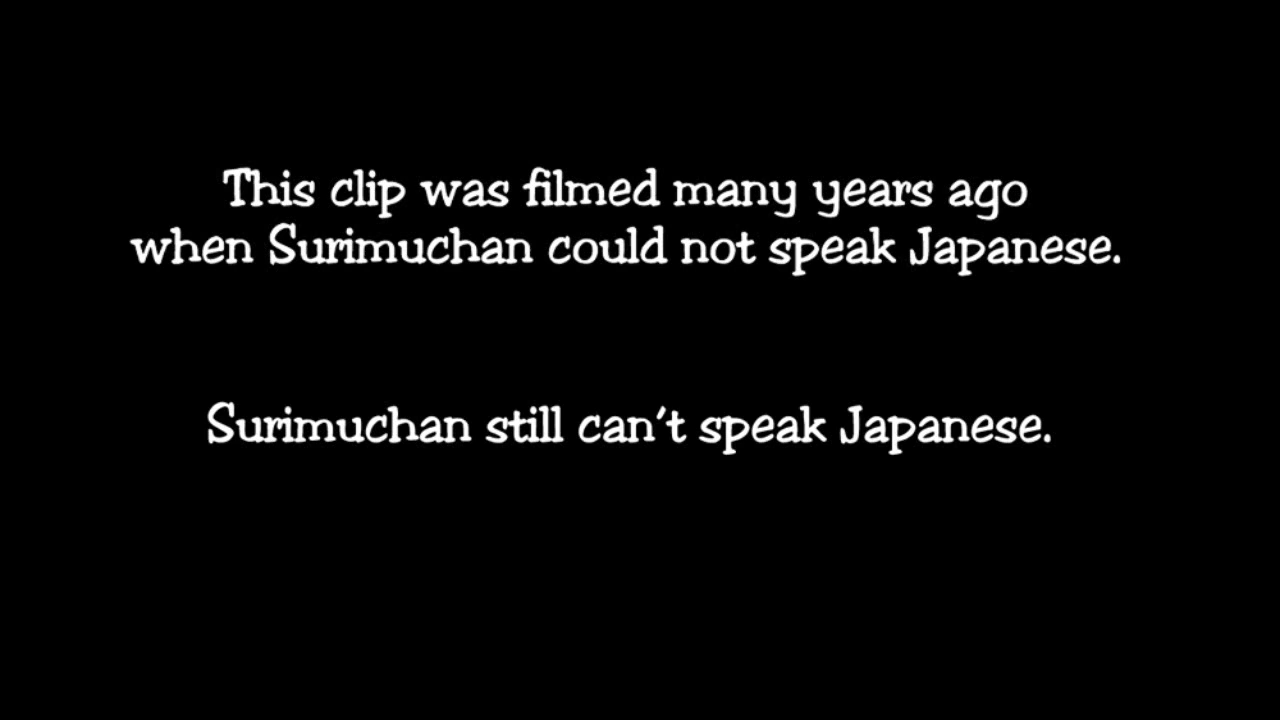 This clip was filmed many years ago
when Surimuchan could not speak Japanese.
Surimuchan still can't speak Japanese.